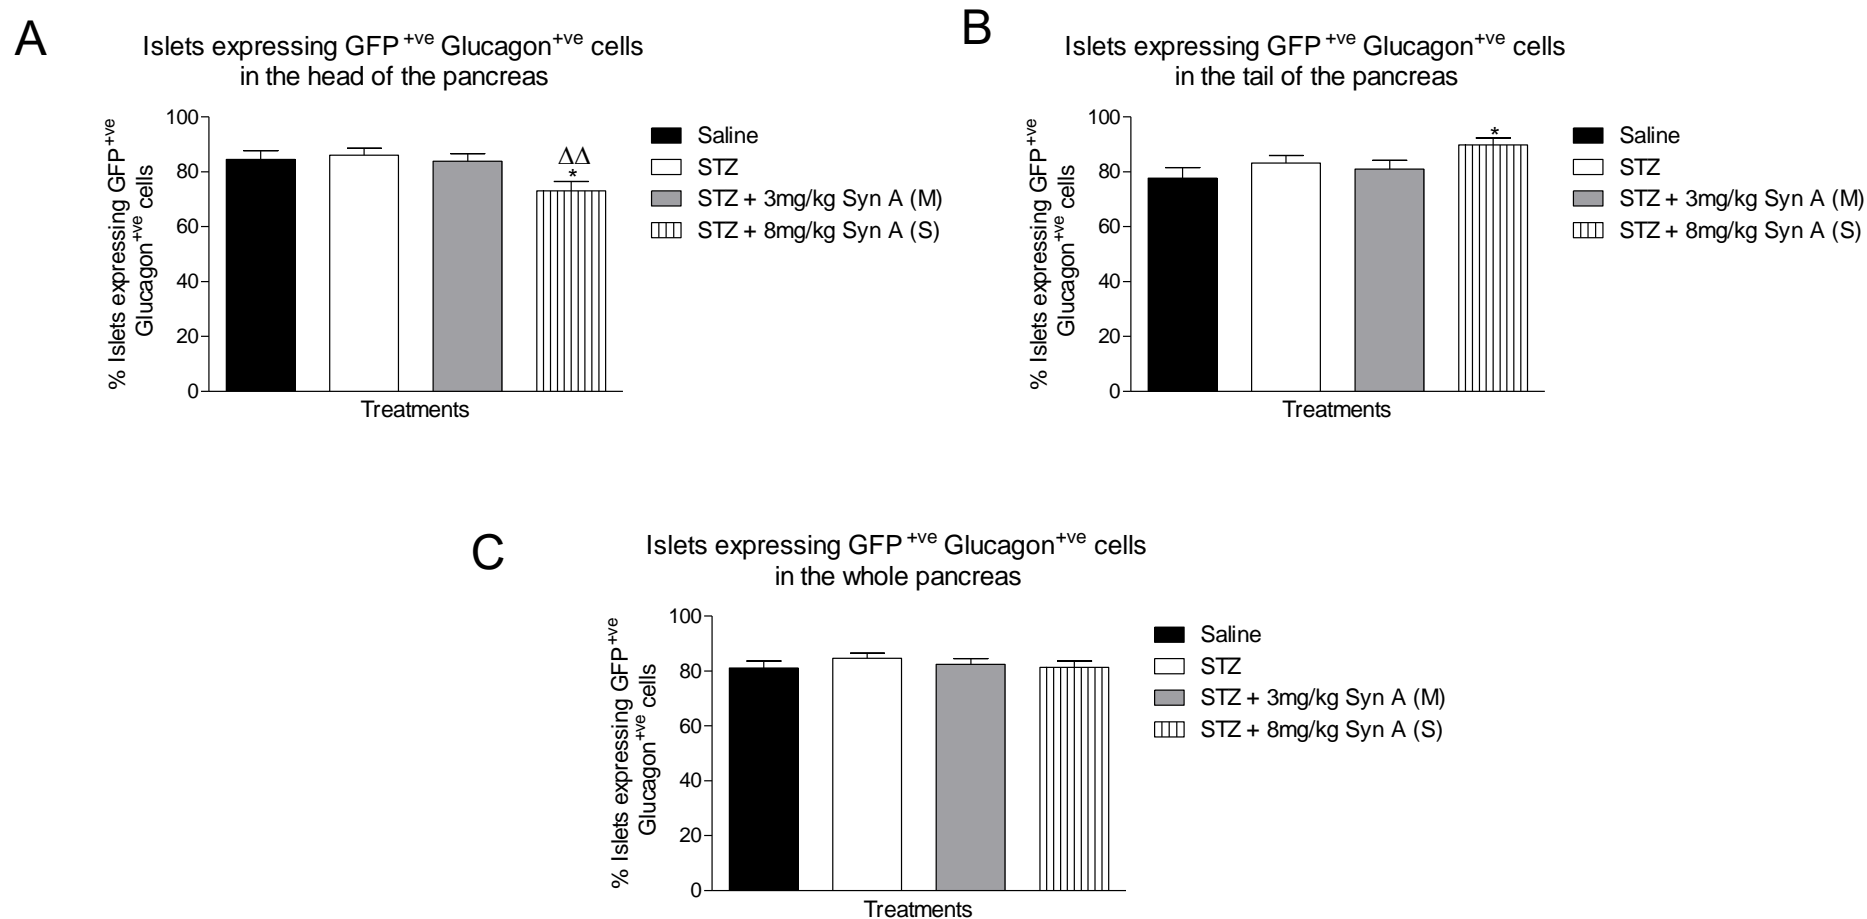 A
Islets expressing GFP +ve Glucagon+ve cells
in the head of the pancreas
% Islets expressing GFP+ve
Glucagon+ve cells
100
80
60
40
20
0
ΔΔ
*
Treatments
Saline
STZ
STZ + 3mg/kg Syn A (M)
STZ + 8mg/kg Syn A (S)
B
Islets expressing GFP +ve Glucagon+ve cells
in the tail of the pancreas
% Islets expressing GFP+ve
Glucagon+ve cells
100
80
60
40
20
0
*
Treatments
Saline
STZ
STZ + 3mg/kg Syn A (M)
STZ + 8mg/kg Syn A (S)
C
Islets expressing GFP +ve Glucagon+ve cells
in the whole pancreas
% Islets expressing GFP+ve
Glucagon+ve cells
100
80
60
40
20
0
Treatments
Saline
STZ
STZ + 3mg/kg Syn A (M)
STZ + 8mg/kg Syn A (S)